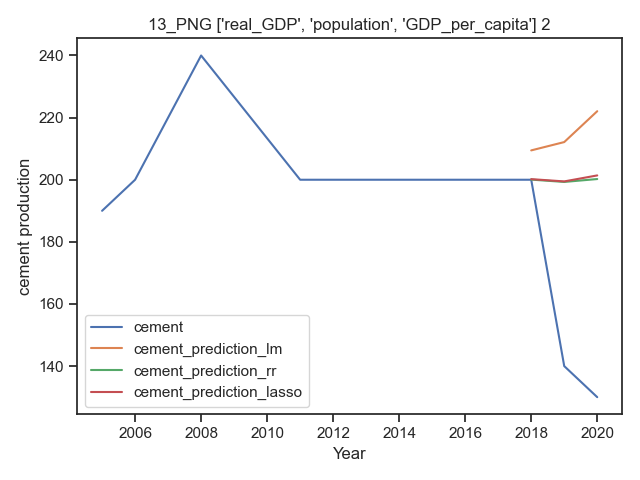 13_PNG ['real_GDP', 'population', 'GDP_per_capita'] 2
240
220
200
180
160
140
cement production
cement
cement_prediction_lm
cement_prediction_rr
cement_prediction_lasso
2006 2008 2010 2012 2014 2016 2018 2020
Year